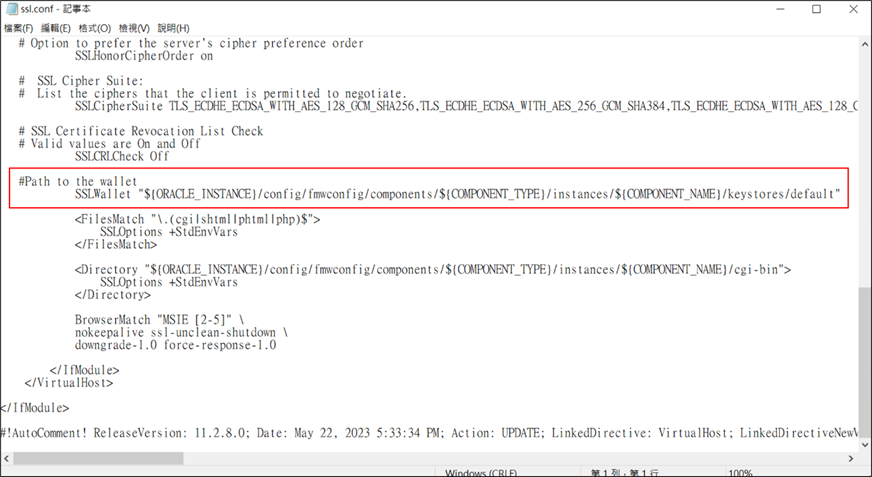 ssl.conf - 記事本
檔案(F) 編輯(E) 格式(O) 檢視(V) 說明(H)
# Option to prefer the server's cipher preference order
SSLHonorCipherOrder on
#  SSL Cipher Suite:
#  List the ciphers that the client is permitted to negotiate.
SSLCipherSuite TLS_ECDHE_ECDSA_WITH_AES_128_GCM_SHA256,TLS_ECDHE_ECDSA_WITH_AES_256_GCM_SHA384,TLS_ECDHE_ECDSA_WITH_AES_128_C
# SSL Certificate Revocation List Check
# Valid values are On and Off
SSLCRLCheck Off
#Path to the wallet
SSLWallet "${ORACLE_INSTANCE}/config/fmwconfig/components/${COMPONENT_TYPE}/instances/${COMPONENT_NAME}/keystores/default"
<FilesMatch "\.(cgi|shtml|phtml|php)$">
SSLOptions +StdEnvVars
</FilesMatch>
<Directory "${ORACLE_INSTANCE}/config/fmwconfig/components/${COMPONENT_TYPE}/instances/${COMPONENT_NAME}/cgi-bin">
SSLOptions +StdEnvVars
</Directory>
BrowserMatch "MSIE [2-5]" \
nokeepalive ssl-unclean-shutdown \
downgrade-1.0 force-response-1.0
</IfModule>
</VirtualHost>
</IfModule>
#!AutoComment! ReleaseVersion: 11.2.8.0; Date: May 22, 2023 5:33:34 PM; Action: UPDATE; LinkedDirective: VirtualHost; LinkedDirectiveNewV
Windows (CRLF) 第 1 列，第 1 行 100%